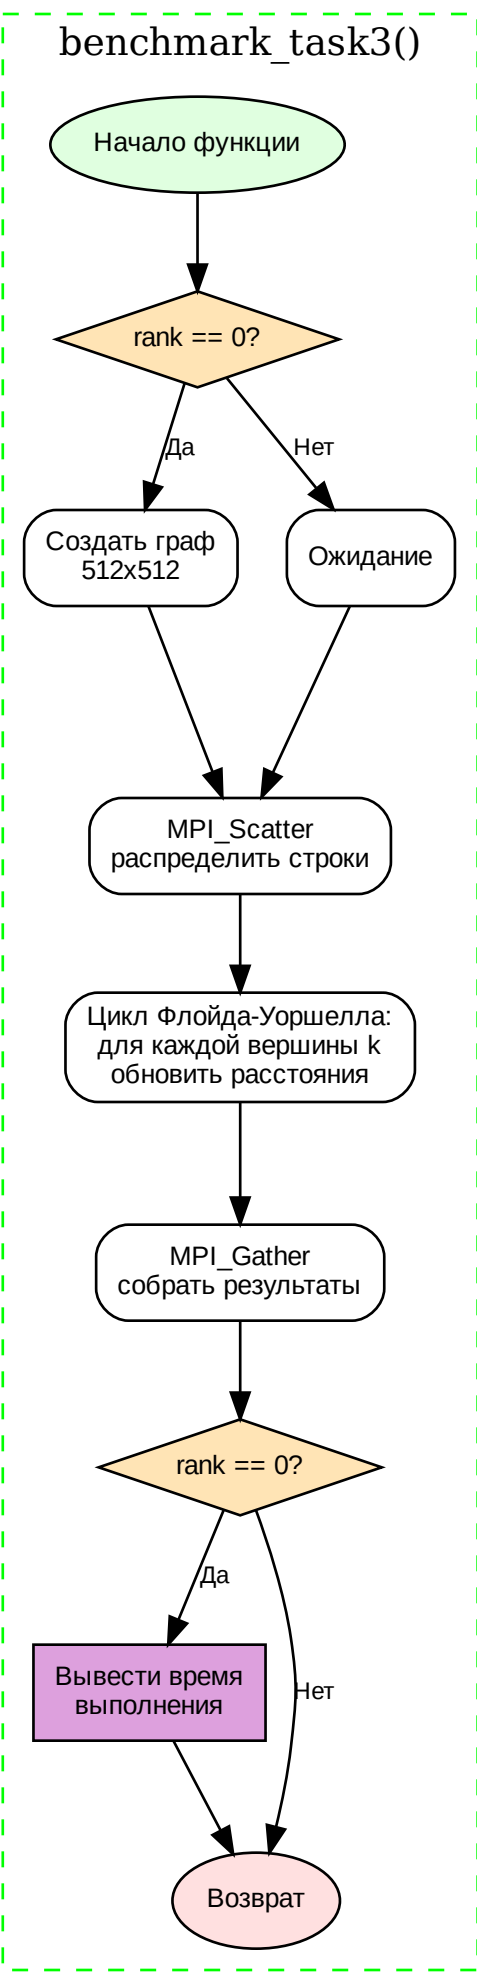 benchmark_task3()
Начало функции
rank == 0?
Да
Нет
Создать граф
512x512
Ожидание
MPI_Scatter
распределить строки
Цикл Флойда-Уоршелла:
для каждой вершины k
обновить расстояния
MPI_Gather
собрать результаты
rank == 0?
Да
Вывести время
выполнения
Нет
Возврат